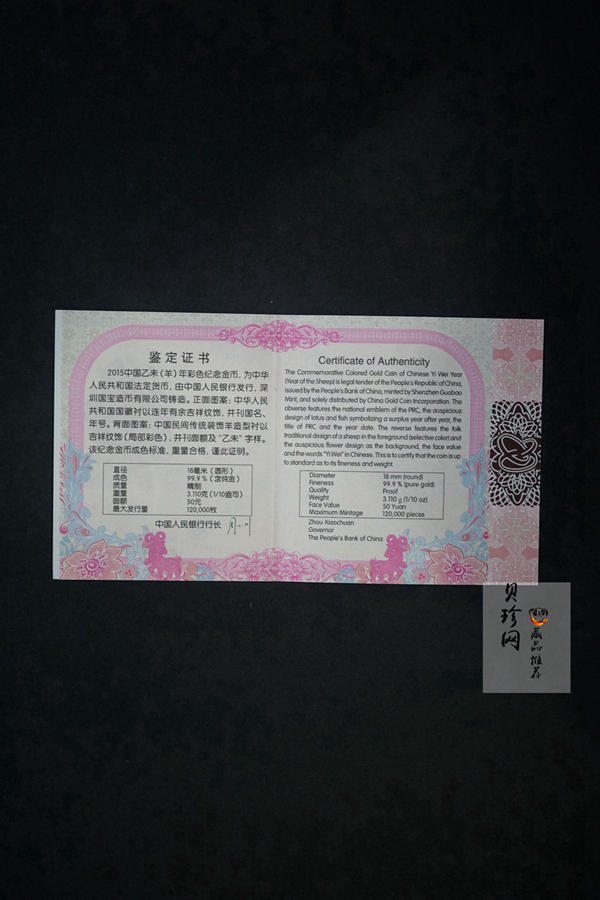 鉴定证书
2015中国乙未（羊）年彩色纪念金币，为中华
人民共和国法定货币，由中国人民银行发行，深
圳国宝造币有限公司铸造。正面图案：中华人民
共和国国徽衬以连年有余吉祥纹饰，并刊国名、
年号。背面图案：中国民间传统装饰羊造型衬以
吉祥纹饰（局部彩色），并刊面额及“乙未”字样。
该纪念金币成色标准，重量合格，谨此证明。
直径 18毫米（圆形）
成色 99.9％（含纯金）
质量 精制
重量 3.110克（1/10盎司）
面额 50元
最大发行量 120,000枚
中国人民银行行长
Certificate of Authenticity
The Commemorative Colored Gold Coin of Chinese Yi Wei Year
(Year of the Sheep) is legal tender of the People's Republic of China,
issued by the People's Bank of China, minted by Shenzhen Guobao
Mint, and solely distributed by China Gold Coin Incorporation. The
obverse features the national emblem of the PRC, the auspicious
design of lotus and fish symbolizing a surplus year after year, the
title of PRC and the year date. The reverse features the folk
traditional design of a sheep in the foreground (selective color) and
the auspicious flower design as the background, the face value
and the words "Yi Wei" in Chinese. This is to certify that the coin is up
to standard as to its fineness and weight.
Diameter 18 mm (round)
Fineness 99.9 % (pure gold)
Quality Proof
Weight 3.110 g (1/10 oz)
Face Value 50 Yuan
Maximum Mintage 120,000 pieces
Zhou Xiaochuan
Governor
The People's Bank of China
贝珍网
藏品推荐